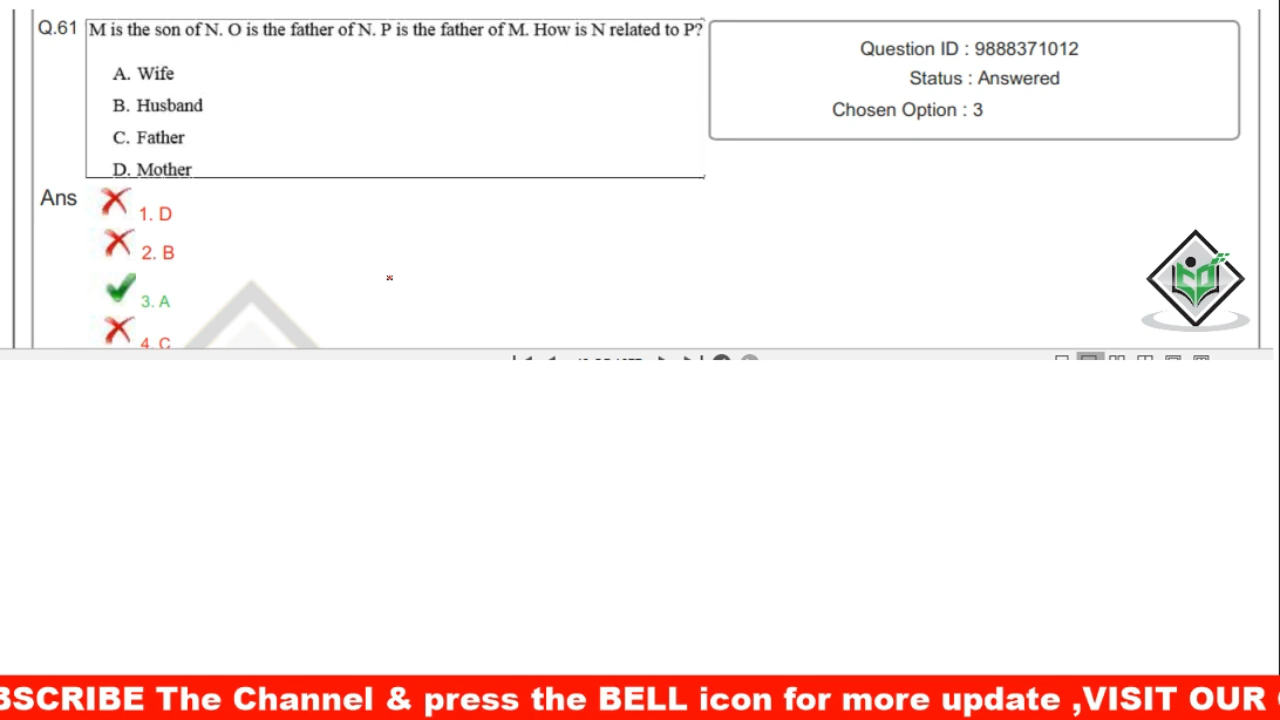 Q.61 M is the son of N. O is the father of N. P is the father of M. How is N related to P?
A. Wife
B. Husband
C. Father
D. Mother
Question ID : 9888371012
Status : Answered
Chosen Option : 3
Ans
1. D
2. B
3. A
4. C
BSCRIBE The Channel & press the BELL icon for more update ,VISIT OUR